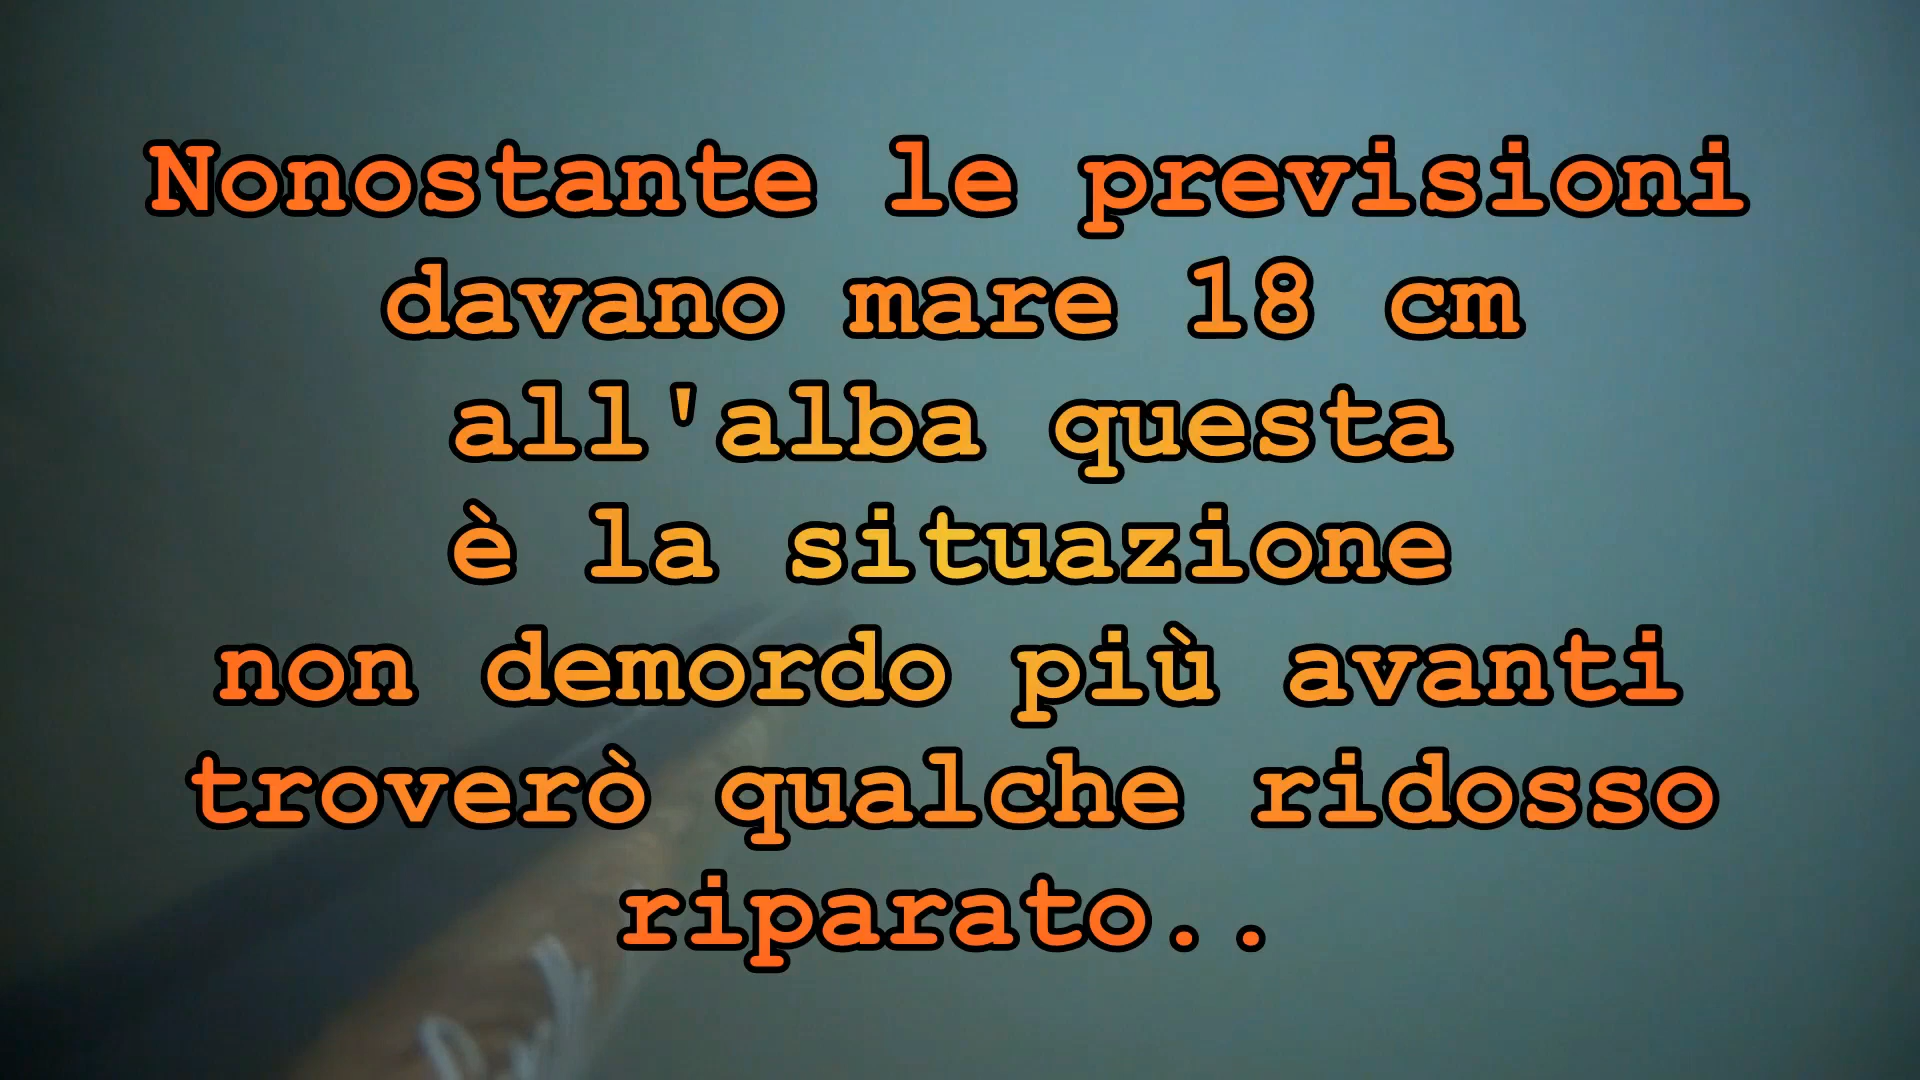 Nonostante le previsioni
davano mare 18 cm
all'alba questa
è la situazione
non demordo più avanti
troverò qualche ridosso
riparato..